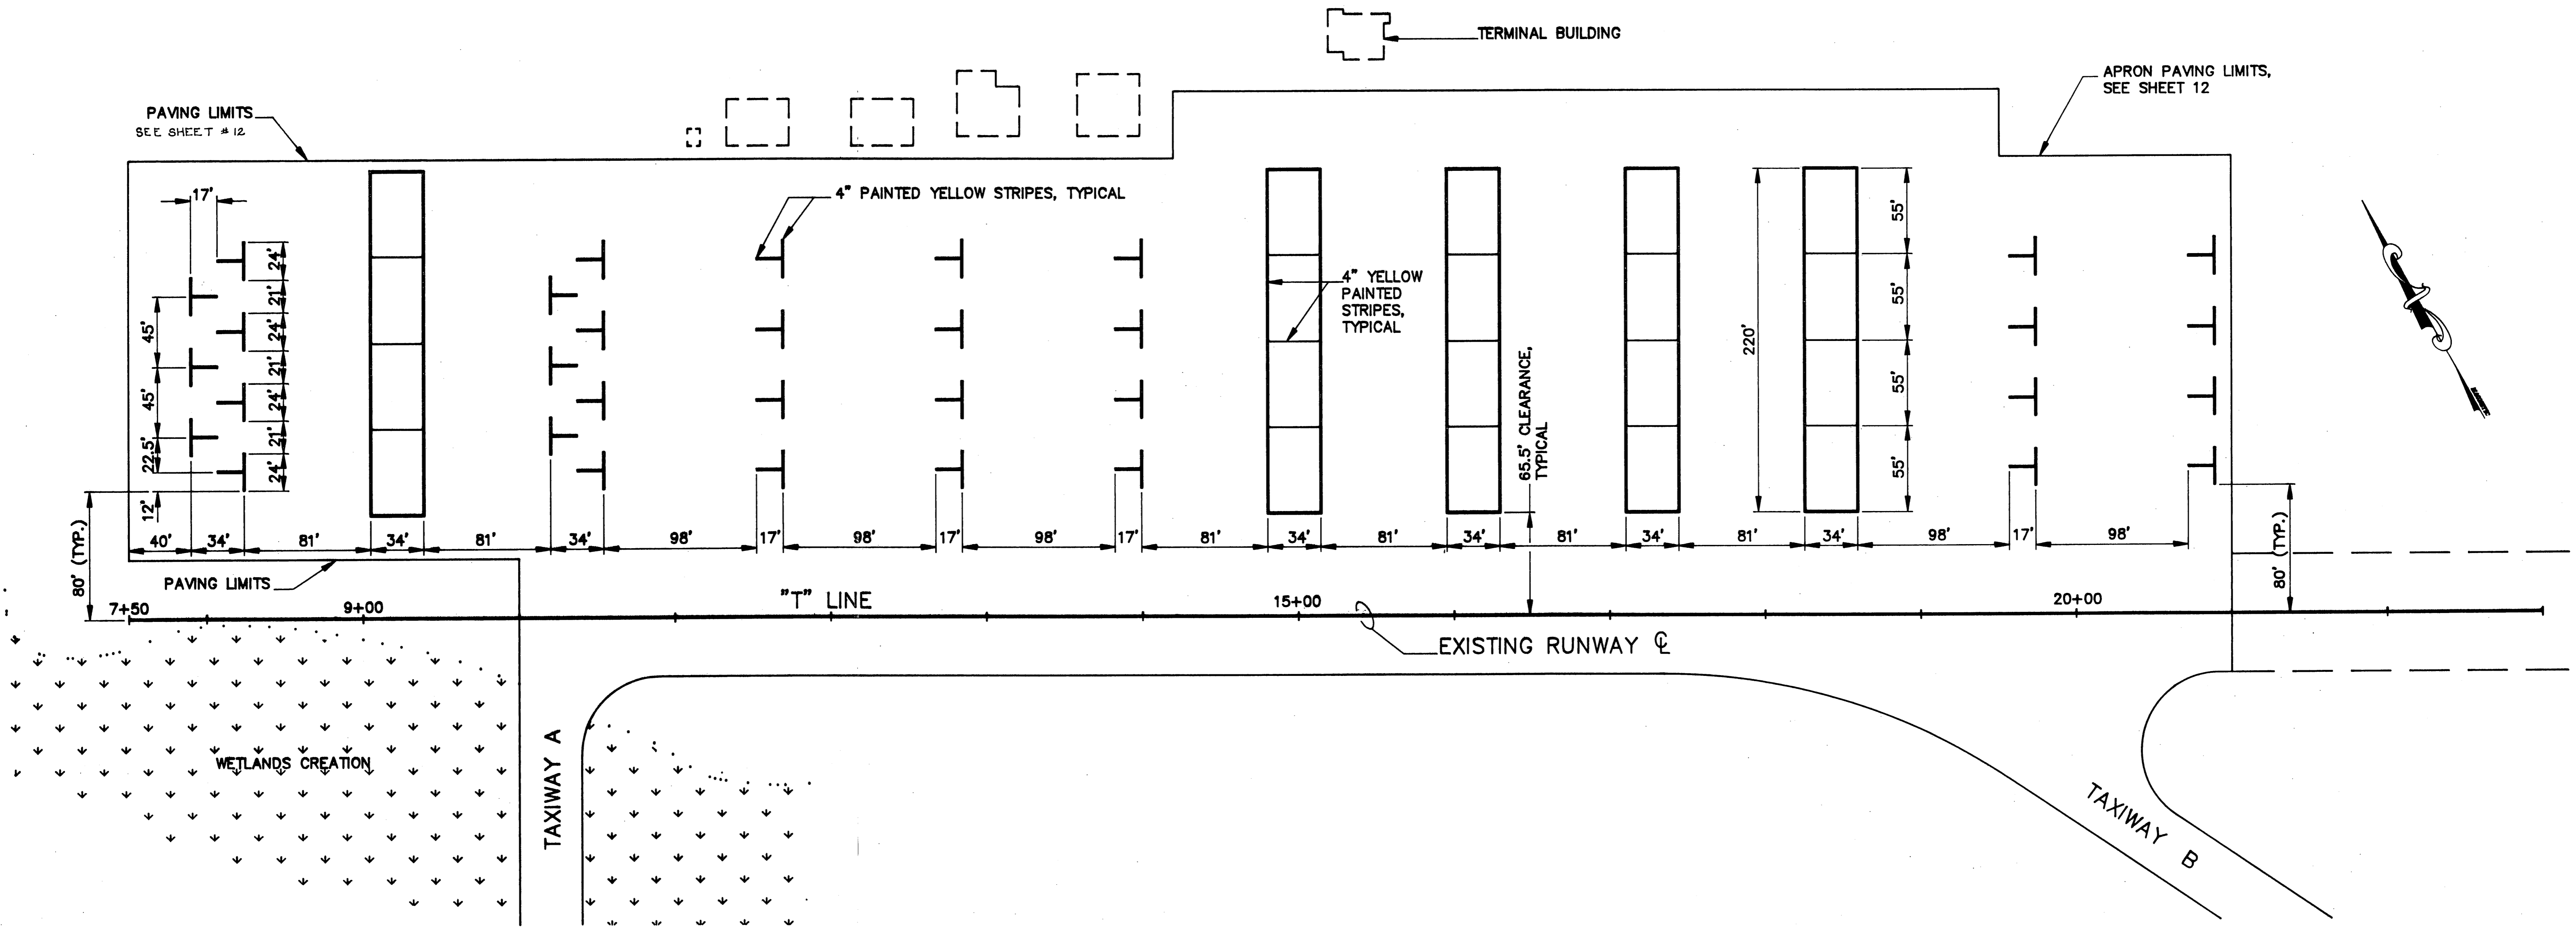 TERMINAL BUILDING
APRON PAVING LIMITS,
SEE SHEET 12
PAVING LIMITS
SEE SHEET # 12
17'
4" PAINTED YELLOW STRIPES, TYPICAL
4" YELLOW
PAINTED
STRIPES,
TYPICAL
24'
21'
24'
21'
24'
21'
24'
45'
45'
22.5'
12'
80' (TYP.)
220'
55'
55'
55'
55'
65.5' CLEARANCE,
TYPICAL
40' 34' 81' 34' 81' 34' 98' 17' 98' 17' 98' 17' 81' 34' 81' 34' 81' 34' 81' 34' 98' 17' 98'
80' (TYP.)
PAVING LIMITS
7+50 9+00 "T" LINE 15+00 20+00
EXISTING RUNWAY ℄
WETLANDS CREATION
TAXIWAY A
TAXIWAY B